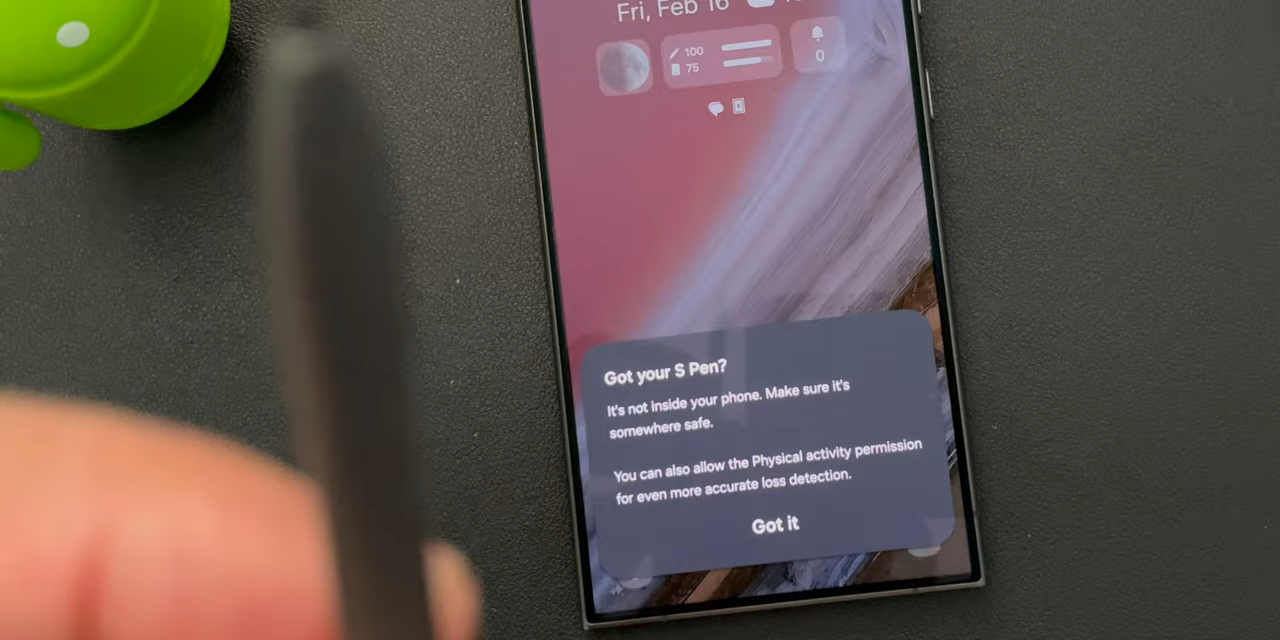 Fri, Feb 16
100
75
0
Got your S Pen?
It's not inside your phone. Make sure it's
somewhere safe.
You can also allow the Physical activity permission
for even more accurate loss detection.
Got it